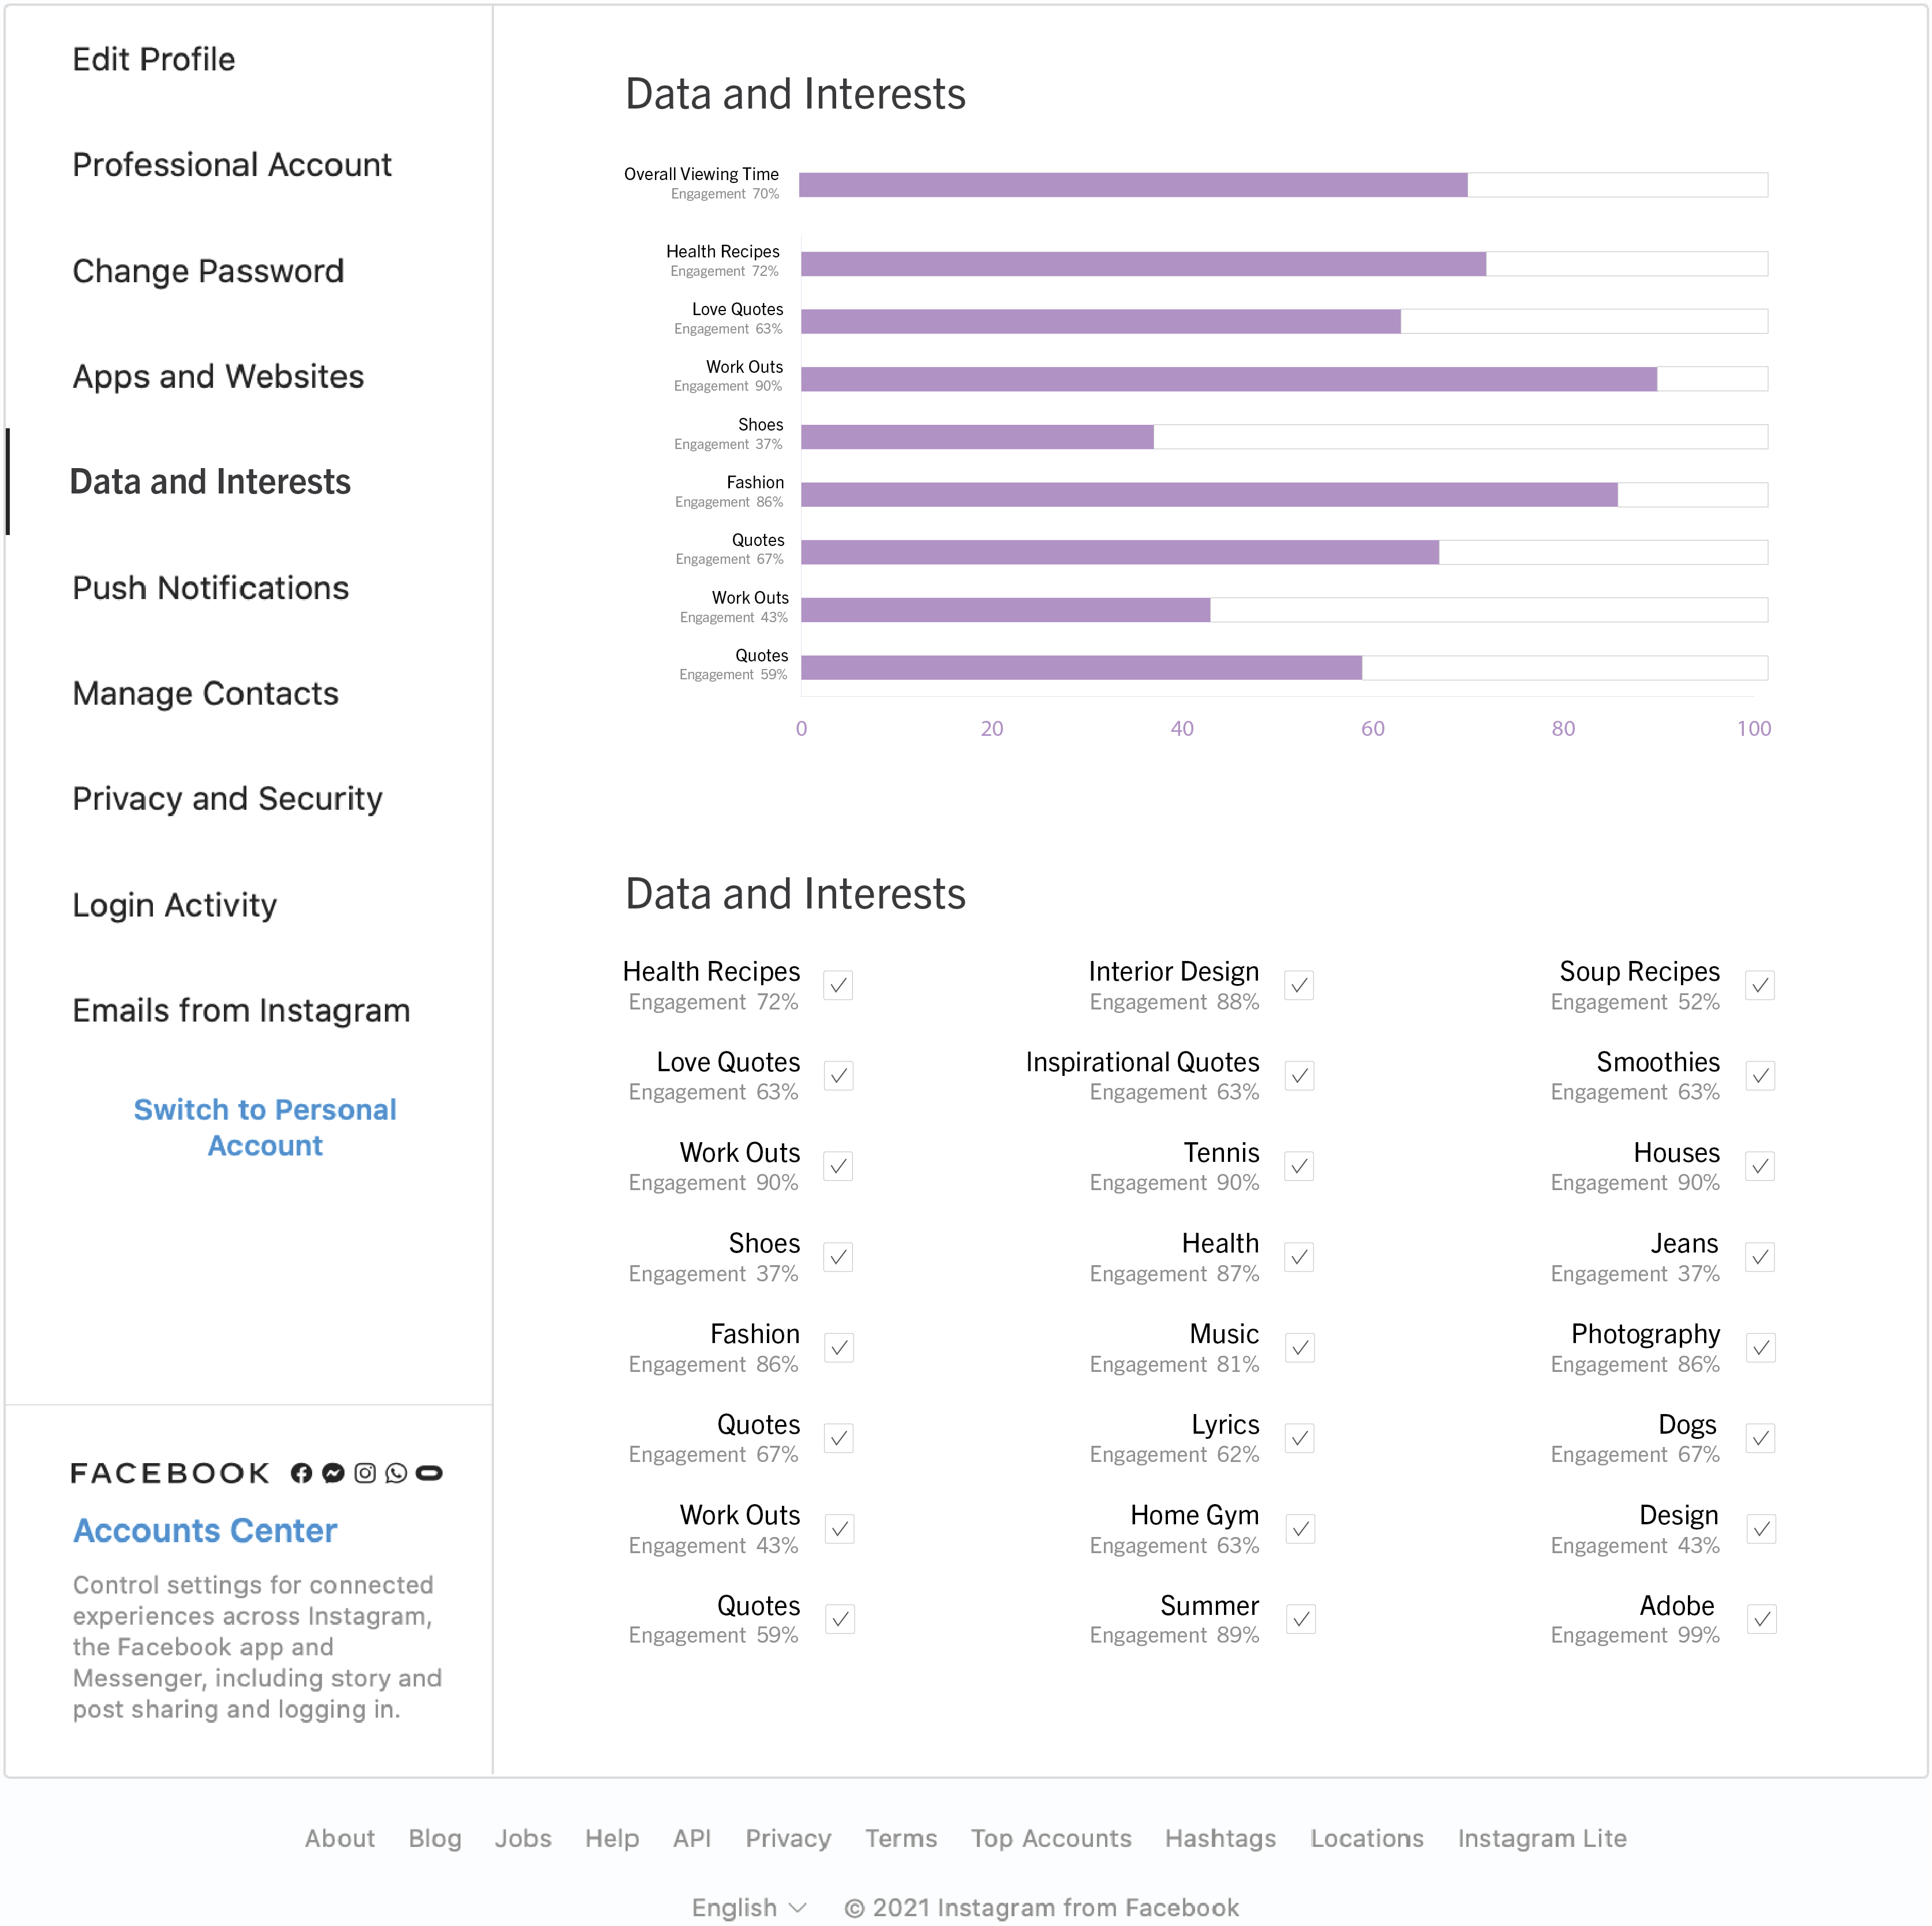 Edit Profile
Professional Account
Change Password
Apps and Websites
Data and Interests
Push Notifications
Manage Contacts
Privacy and Security
Login Activity
Emails from Instagram
Switch to Personal
Account
FACEBOOK
Accounts Center
Control settings for connected
experiences across Instagram,
the Facebook app and
Messenger, including story and
post sharing and logging in.
Data and Interests
Overall Viewing Time
Engagement 70%
Health Recipes
Engagement 72%
Love Quotes
Engagement 63%
Work Outs
Engagement 90%
Shoes
Engagement 37%
Fashion
Engagement 86%
Quotes
Engagement 67%
Work Outs
Engagement 43%
Quotes
Engagement 59%
0 20 40 60 80 100
Data and Interests
Health Recipes
Engagement 72%
Love Quotes
Engagement 63%
Work Outs
Engagement 90%
Shoes
Engagement 37%
Fashion
Engagement 86%
Quotes
Engagement 67%
Work Outs
Engagement 43%
Quotes
Engagement 59%
Interior Design
Engagement 88%
Inspirational Quotes
Engagement 63%
Tennis
Engagement 90%
Health
Engagement 87%
Music
Engagement 81%
Lyrics
Engagement 62%
Home Gym
Engagement 63%
Summer
Engagement 89%
Soup Recipes
Engagement 52%
Smoothies
Engagement 63%
Houses
Engagement 90%
Jeans
Engagement 37%
Photography
Engagement 86%
Dogs
Engagement 67%
Design
Engagement 43%
Adobe
Engagement 99%
About Blog Jobs Help API Privacy Terms Top Accounts Hashtags Locations Instagram Lite
English © 2021 Instagram from Facebook